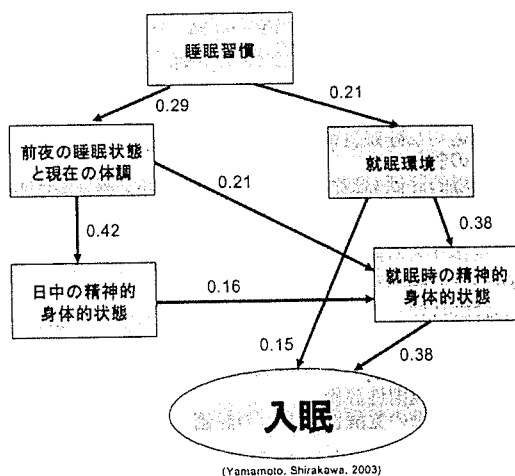 睡眠習慣
0.29
0.21
前夜の睡眠状態
と現在の体調
就眠環境
0.21
0.42
0.38
日中の精神的
身体的状態
0.16
就眠時の精神的
身体的状態
0.15
0.38
入眠
(Yamamoto, Shirakawa, 2003)